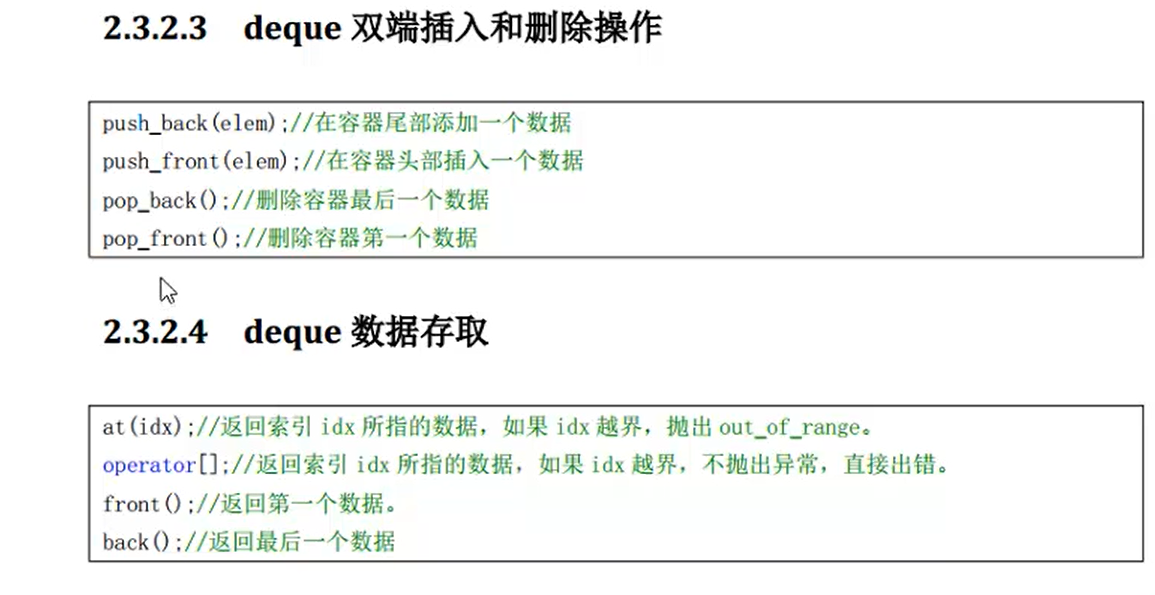 2.3.2.3 deque 双端插入和删除操作
push_back(elem);//在容器尾部添加一个数据
push_front(elem);//在容器头部插入一个数据
pop_back();//删除容器最后一个数据
pop_front();//删除容器第一个数据
2.3.2.4 deque 数据存取
at(idx);//返回索引 idx 所指的数据，如果 idx 越界，抛出 out_of_range。
operator[];//返回索引 idx 所指的数据，如果 idx 越界，不抛出异常，直接出错。
front();//返回第一个数据。
back();//返回最后一个数据